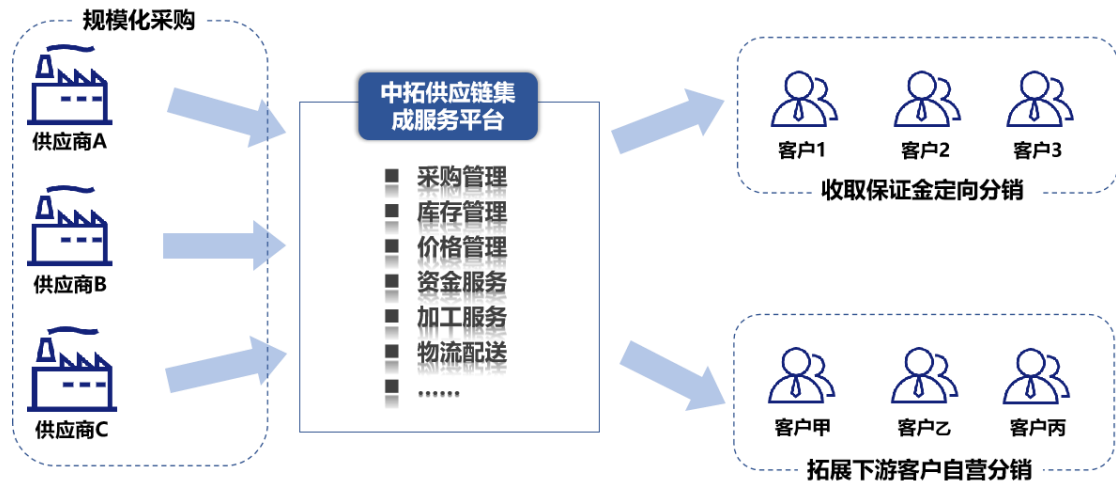 规模化采购
供应商A
供应商B
供应商C
中拓供应链集
成服务平台
■ 采购管理
■ 库存管理
■ 价格管理
■ 资金服务
■ 加工服务
■ 物流配送
■ ......
客户1
客户2
客户3
收取保证金定向分销
客户甲
客户乙
客户丙
拓展下游客户自营分销